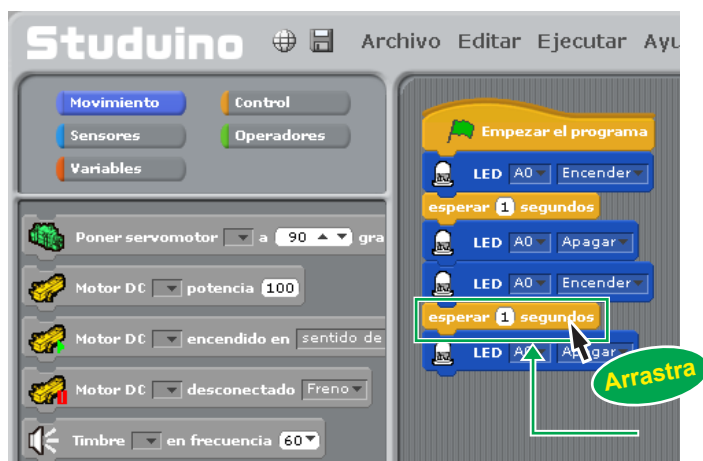 Studuino Archivo Editar Ejecutar Ayu
Movimiento Control
Sensores Operadores
Variables
Poner servomotor a 90 gra
Motor DC potencia 100
Motor DC encendido en sentido de
Motor DC desconectado Freno
Timbre en frecuencia 60
Empezar el programa
LED A0 Encender
esperar 1 segundos
LED A0 Apagar
LED A0 Encender
esperar 1 segundos
LED A0 Apagar
Arrastra